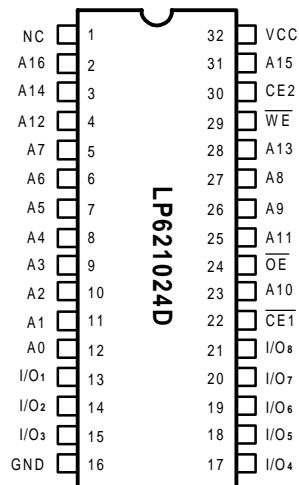 NC 1 32 VCC
A16 2 31 A15
A14 3 30 CE2
A12 4 29 W̅E̅
A7 5 28 A13
A6 6 27 A8
A5 7 26 A9
A4 8 25 A11
A3 9 24 O̅E̅
A2 10 23 A10
A1 11 22 C̅E̅1̅
A0 12 21 I/O₈
I/O₁ 13 20 I/O₇
I/O₂ 14 19 I/O₆
I/O₃ 15 18 I/O₅
GND 16 17 I/O₄
LP621024D